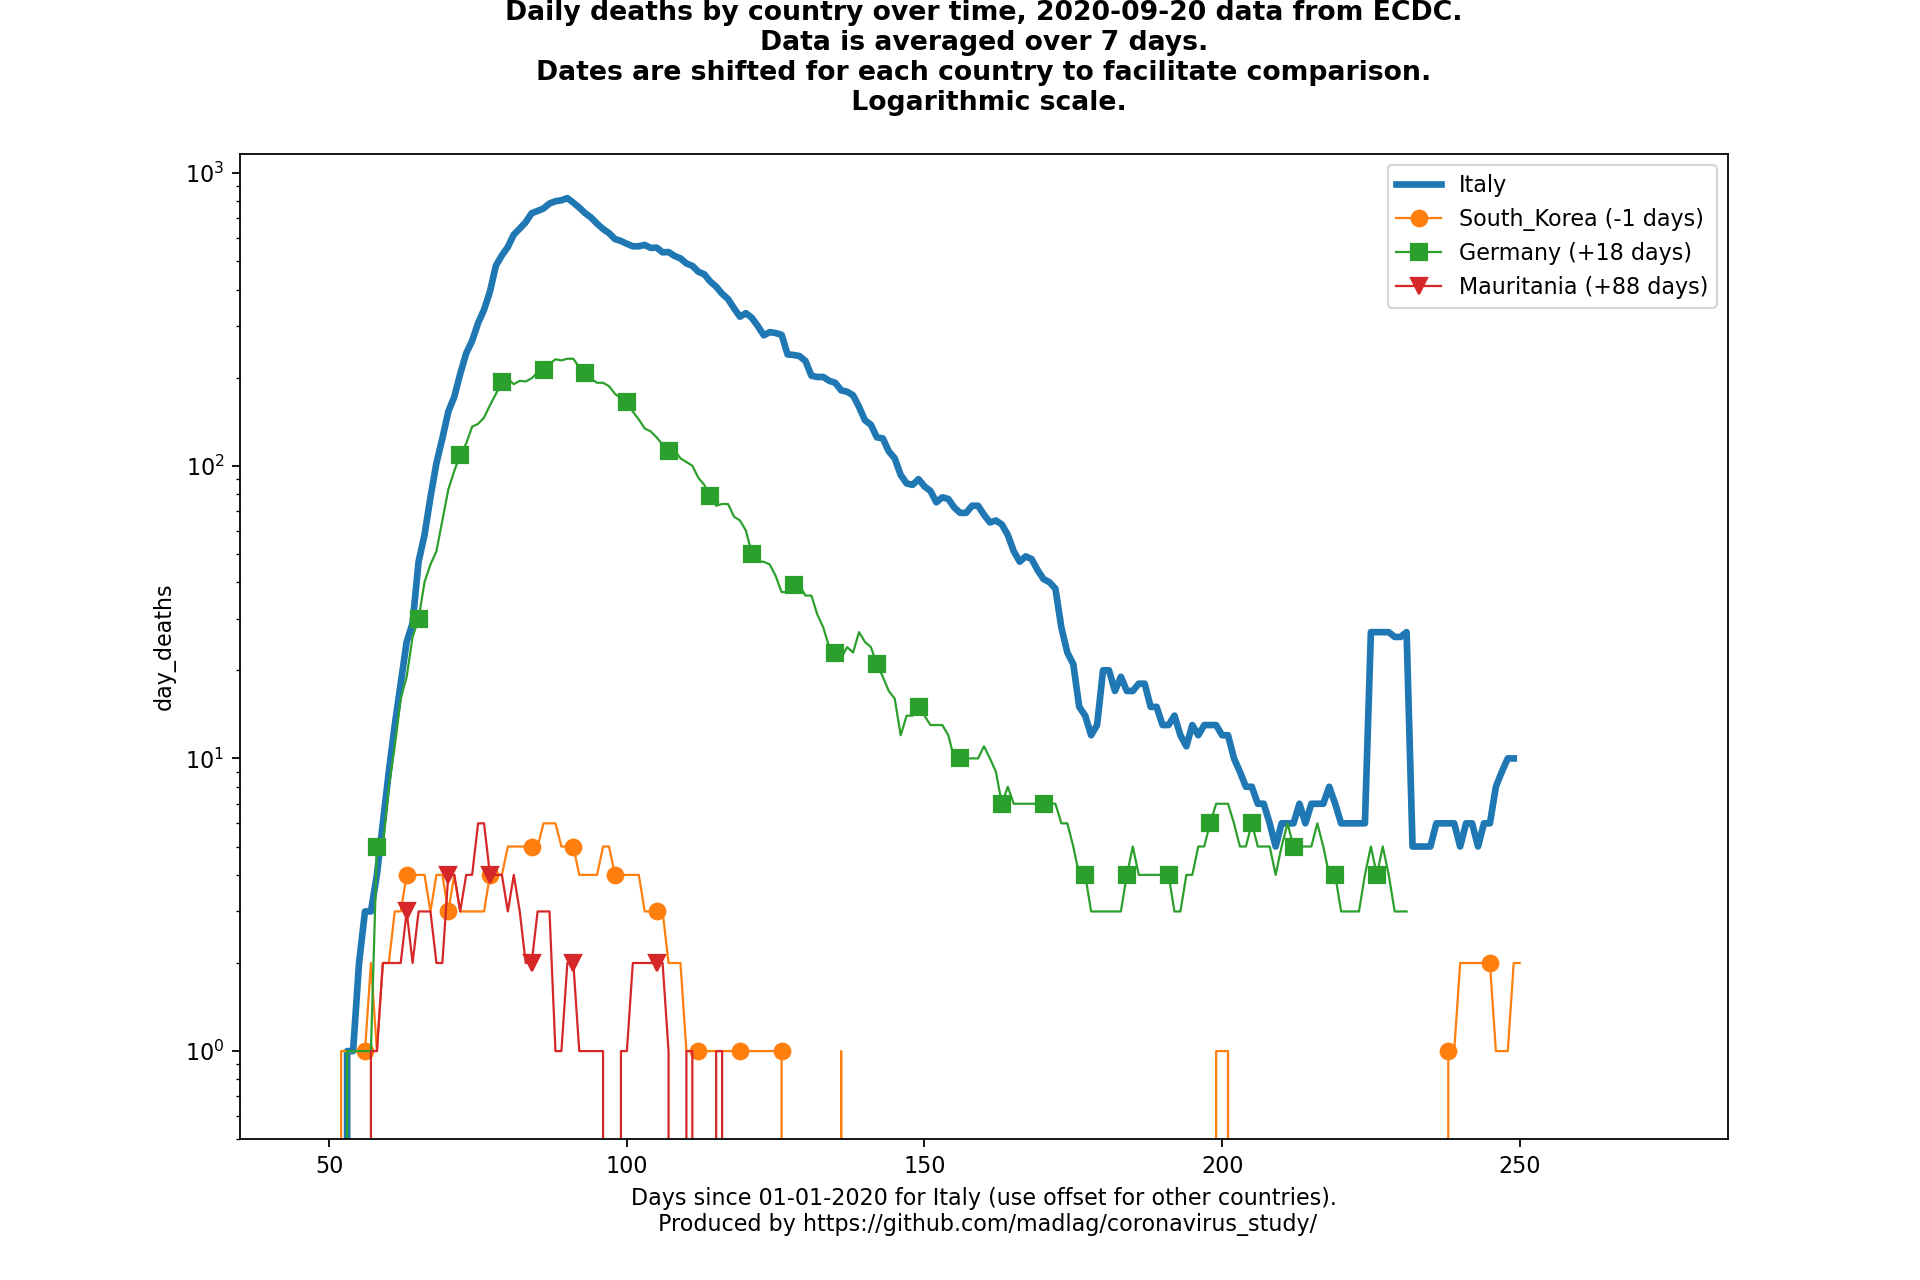 Daily deaths by country over time, 2020-09-20 data from ECDC.
Data is averaged over 7 days.
Dates are shifted for each country to facilitate comparison.
Logarithmic scale.
10³
10²
10¹
10⁰
day_deaths
Italy
South_Korea (-1 days)
Germany (+18 days)
Mauritania (+88 days)
50
100
150
200
250
Days since 01-01-2020 for Italy (use offset for other countries).
Produced by https://github.com/madlag/coronavirus_study/